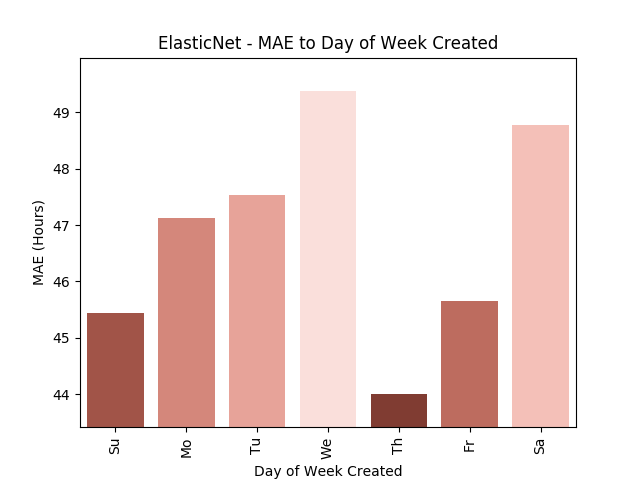 ElasticNet - MAE to Day of Week Created
MAE (Hours)
49
48
47
46
45
44
Su
Mo
Tu
We
Th
Fr
Sa
Day of Week Created